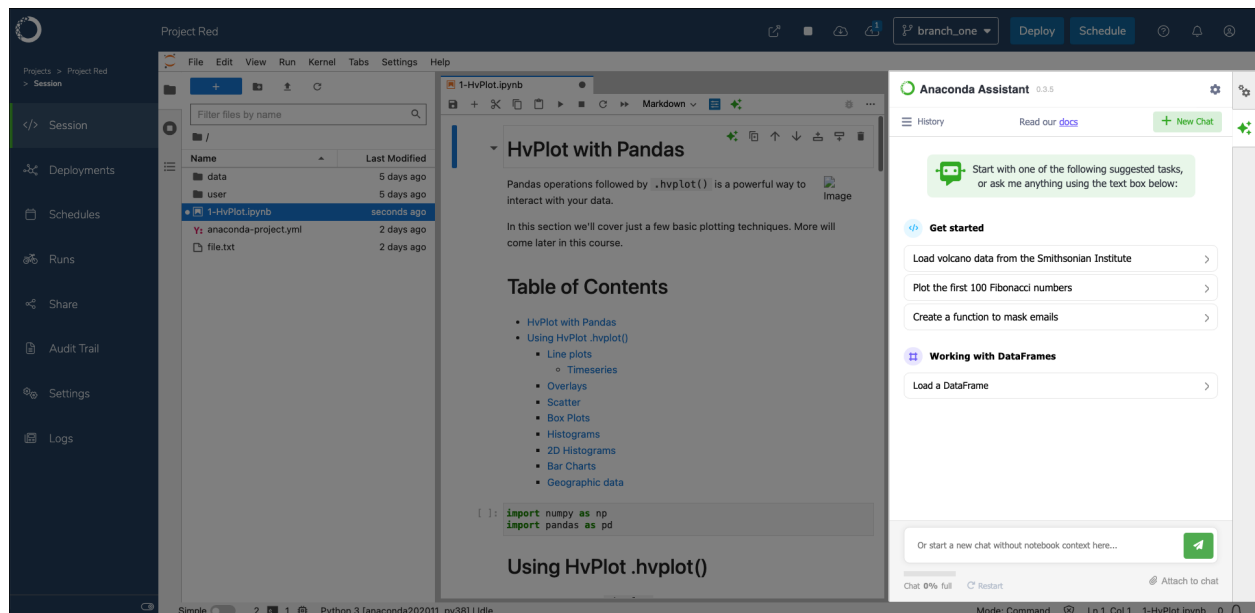 Project Red
1
branch_one
Deploy
Schedule
Projects > Project Red
> Session
</> Session
Deployments
Schedules
Runs
Share
Audit Trail
Settings
Logs
File Edit View Run Kernel Tabs Settings Help
Filter files by name
/
Name Last Modified
data 5 days ago
user 5 days ago
1-HvPlot.ipynb seconds ago
Y: anaconda-project.yml 2 days ago
file.txt 2 days ago
1-HvPlot.ipynb
Markdown
HvPlot with Pandas
Pandas operations followed by .hvplot() is a powerful way to
interact with your data.
Image
In this section we'll cover just a few basic plotting techniques. More will
come later in this course.
Table of Contents
• HvPlot with Pandas
• Using HvPlot .hvplot()
▪ Line plots
◦ Timeseries
▪ Overlays
▪ Scatter
▪ Box Plots
▪ Histograms
▪ 2D Histograms
▪ Bar Charts
▪ Geographic data
[ ]: import numpy as np
import pandas as pd
Using HvPlot .hvplot()
Anaconda Assistant 0.3.5
History
Read our docs
+ New Chat
Start with one of the following suggested tasks,
or ask me anything using the text box below:
</> Get started
Load volcano data from the Smithsonian Institute
Plot the first 100 Fibonacci numbers
Create a function to mask emails
Working with DataFrames
Load a DataFrame
Or start a new chat without notebook context here...
Chat 0% full
Restart
Attach to chat
Simple 2 1 Python 3 [anaconda202011_py38] | Idle
Mode: Command Ln 1, Col 1 1-HvPlot.ipynb 0